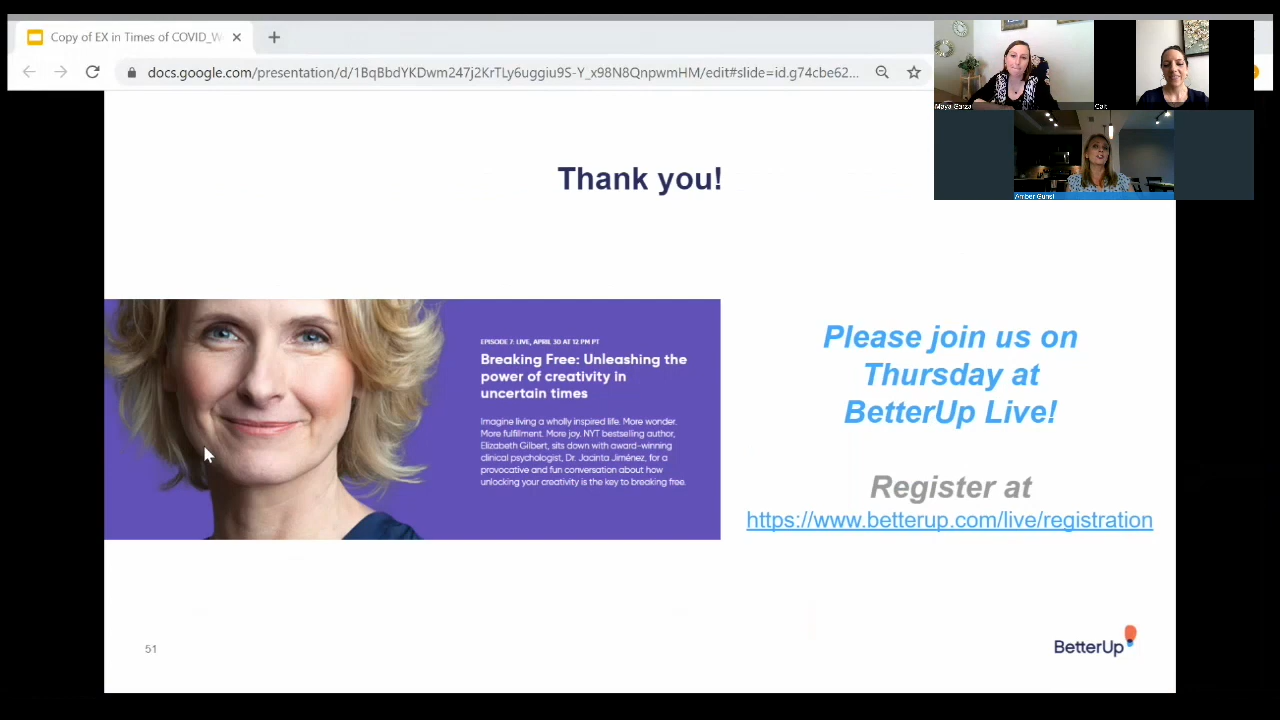 Copy of EX in Times of COVID_W
docs.google.com/presentation/d/1BqBbdYKDwm247j2KrTLy6uggiu9S-Y_x98N8QnpwmHM/edit#slide=id.g74cbe62...
Maya Garza
Cait
Amber Gunst
Thank you!
EPISODE 7: LIVE, APRIL 30 AT 12 PM PT
Breaking Free: Unleashing the
power of creativity in
uncertain times
Imagine living a wholly inspired life. More wonder.
More fulfillment. More joy. NYT bestselling author,
Elizabeth Gilbert, sits down with award-winning
clinical psychologist, Dr. Jacinta Jiménez, for a
provocative and fun conversation about how
unlocking your creativity is the key to breaking free.
Please join us on
Thursday at
BetterUp Live!
Register at
https://www.betterup.com/live/registration
51
BetterUp